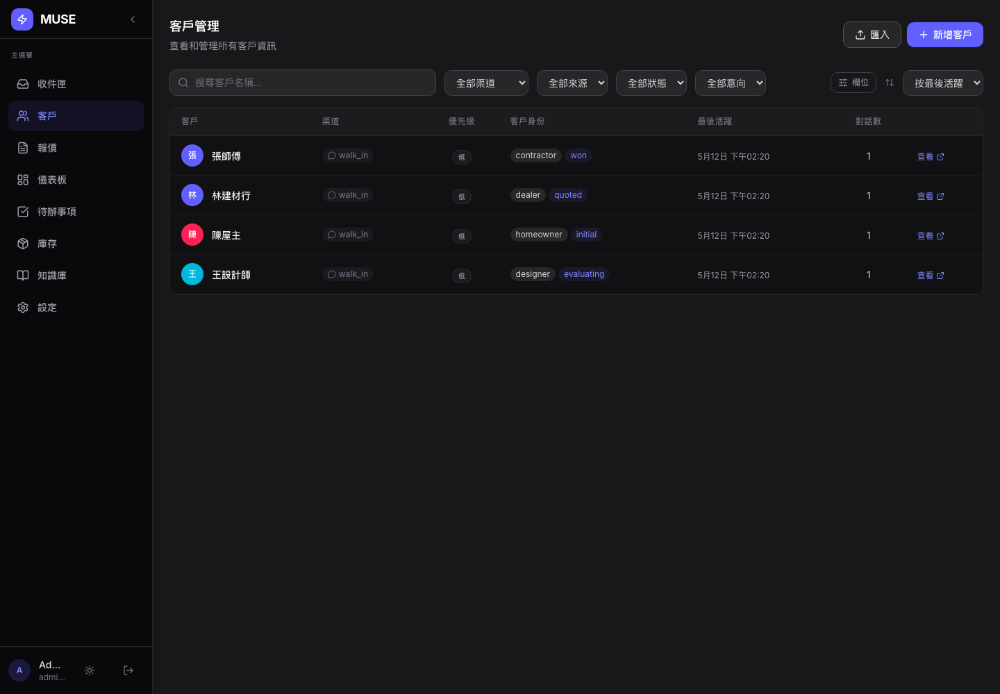 MUSE
主選單
收件匣
客戶
報價
儀表板
待辦事項
庫存
知識庫
設定
Ad...
A
admi...
客戶管理
查看和管理所有客戶資訊
匯入
新增客戶
搜尋客戶名稱...
全部渠道
全部來源
全部狀態
全部意向
欄位
按最後活躍
客戶 渠道 優先級 客戶身份 最後活躍 對話數
張 張師傅 walk_in 低 contractor won 5月12日 下午02:20 1 查看
林 林建材行 walk_in 低 dealer quoted 5月12日 下午02:20 1 查看
陳 陳屋主 walk_in 低 homeowner initial 5月12日 下午02:20 1 查看
王 王設計師 walk_in 低 designer evaluating 5月12日 下午02:20 1 查看